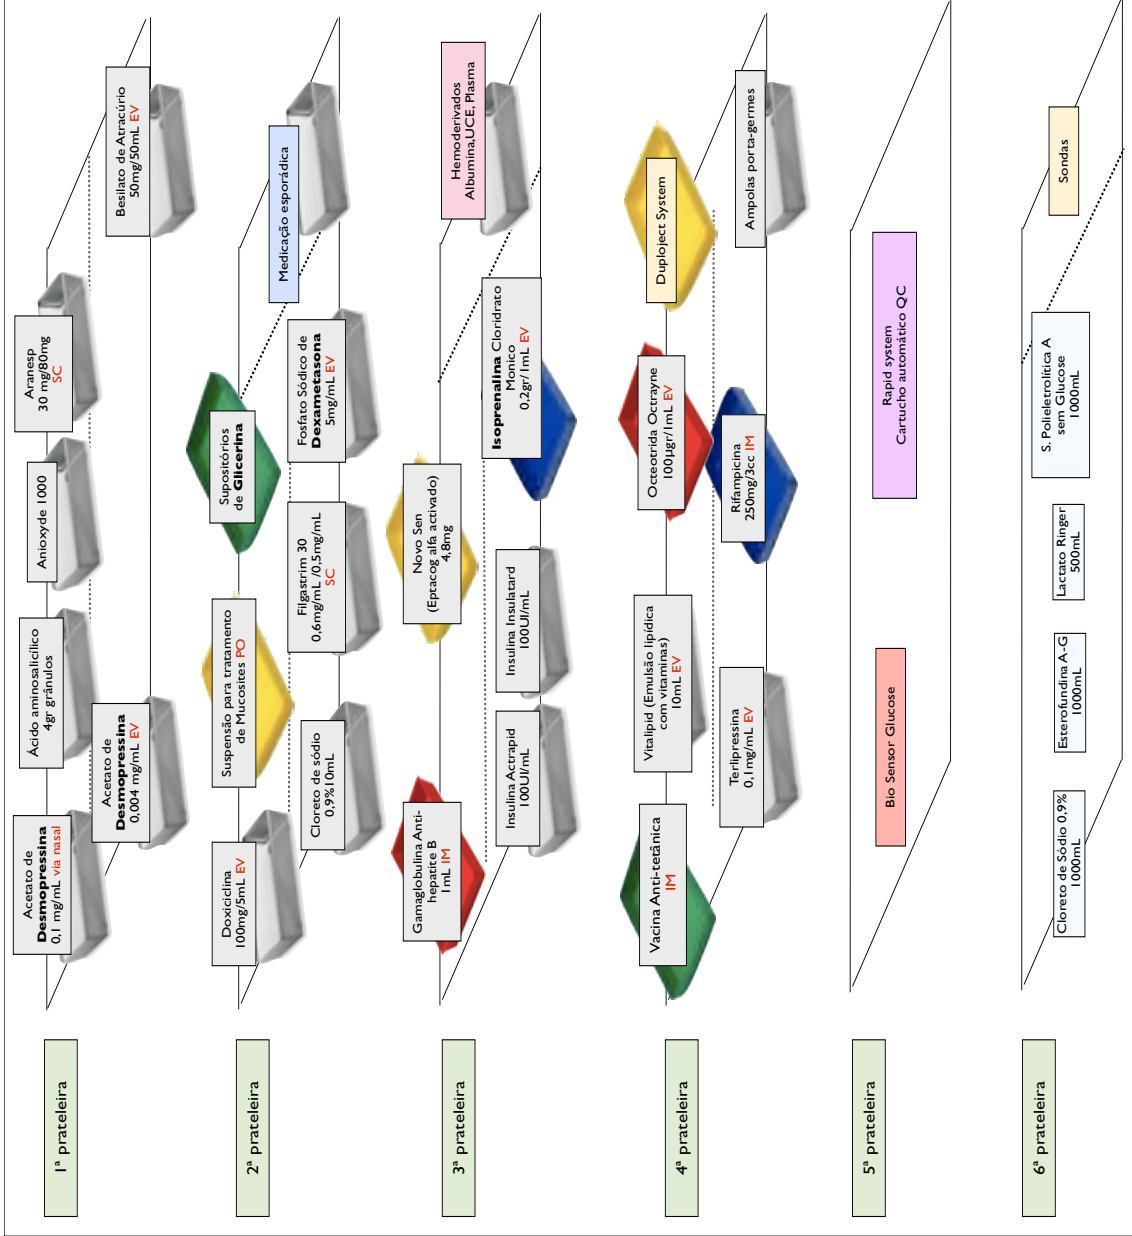 1ª prateleira
Acetato de
Desmopressina
0,1 mg/mL via nasal
Ácido aminosalicílico
4gr grânulos
Anioxyde 1000
Aranesp
30 mg/80mg
SC
Acetato de
Desmopressina
0,004 mg/mL EV
Besilato de Atracúrio
50mg/50mL EV
2ª prateleira
Doxiciclina
100mg/5mL EV
Suspensão para tratamento
de Mucosites PO
Supositórios
de Glicerina
Medicação esporádica
Cloreto de sódio
0,9%10mL
Filgastrim 30
0,6mg/mL /0,5mg/mL
SC
Fosfato Sódico de
Dexametasona
5mg/mL EV
3ª prateleira
Gamaglobulina Anti-
hepatite B
1mL IM
Novo Sen
(Eptacog alfa activado)
4,8mg
Hemoderivados
Albumina,UCE, Plasma
Insulina Actrapid
100UI/mL
Insulina Insulatard
100UI/mL
Isoprenalina Cloridrato
Monico
0,2gr/1mL EV
4ª prateleira
Vacina Anti-tetânica
IM
Vitalipid (Emulsão lipídica
com vitaminas)
10mL EV
Octeotrida Octrayne
100µgr/1mL EV
Duploject System
Terlipressina
0,1mg/mL EV
Rifampicina
250mg/3cc IM
Ampolas porta-germes
5ª prateleira
Bio Sensor Glucose
Rapid system
Cartucho automático QC
6ª prateleira
Cloreto de Sódio 0,9%
1000mL
Esterofundina A-G
1000mL
Lactato Ringer
500mL
S. Polieletrolítica A
sem Glucose
1000mL
Sondas